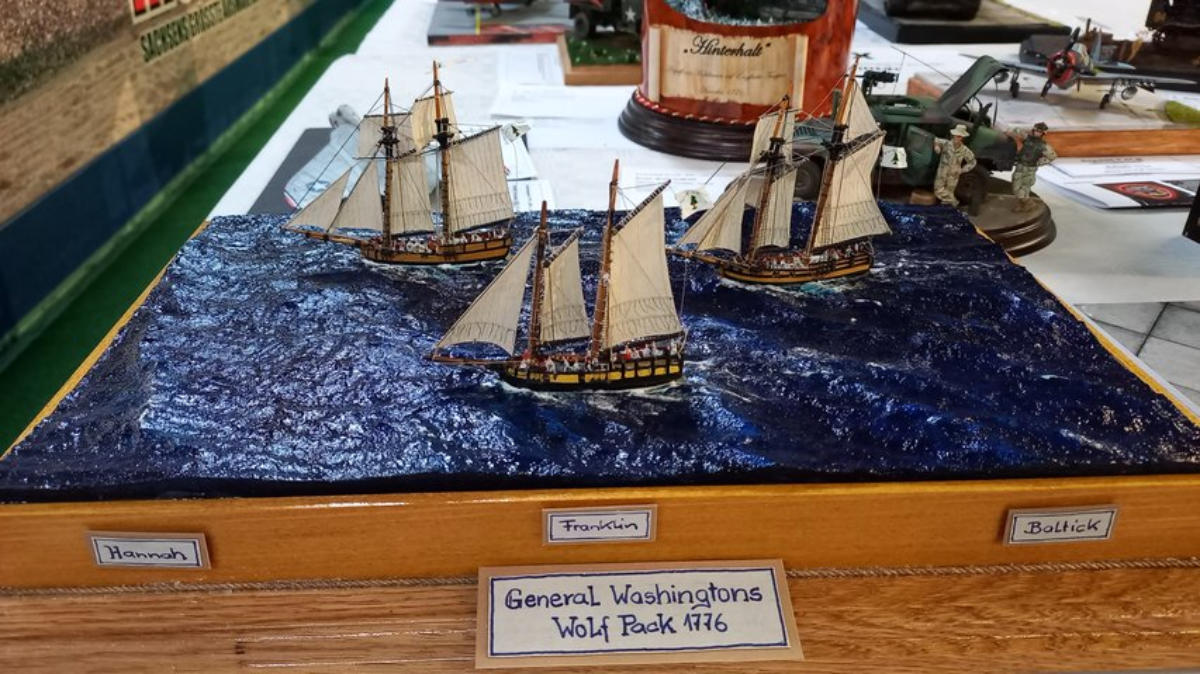 SACHSENS GRÖSSTE
„Hinterhalt"
Hannah
Franklin
Baltick
General Washingtons
Wolf Pack 1776